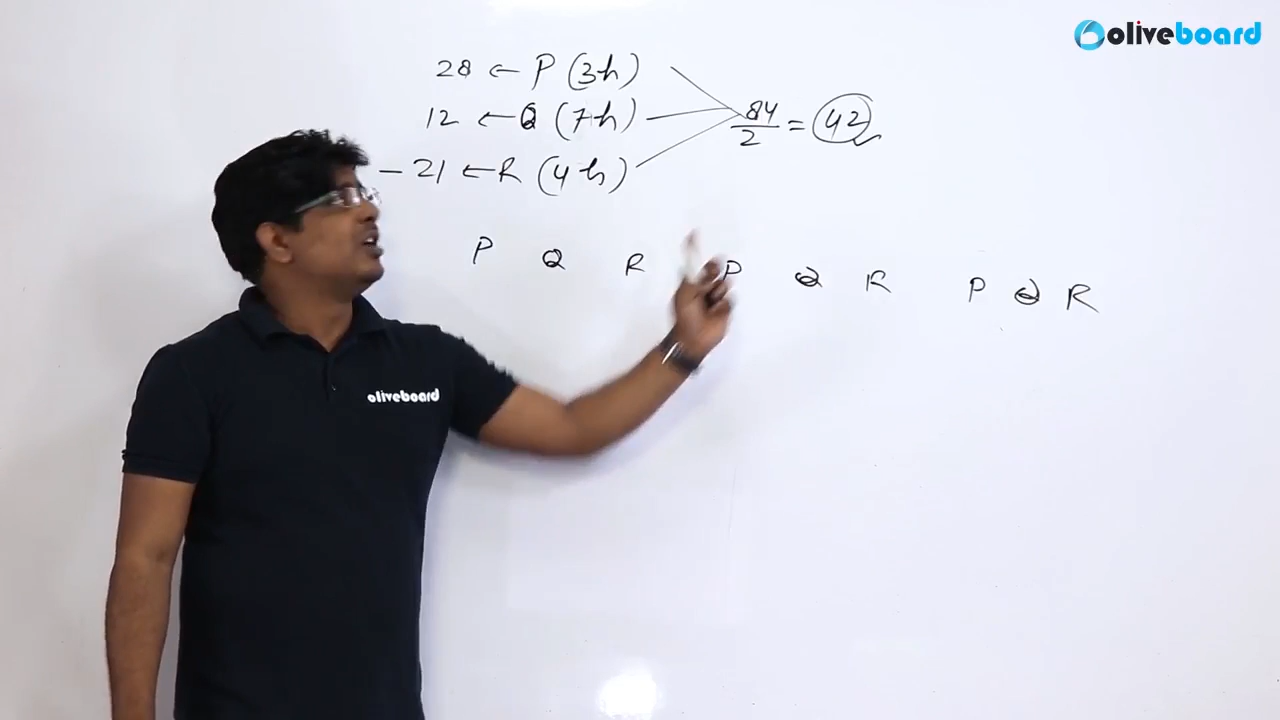 oliveboard
28 ← P (3h)
12 ← Q (7h)
84/2 = 42
- 21 ← R (4h)
P Q R P Q R P Q R
oliveboard